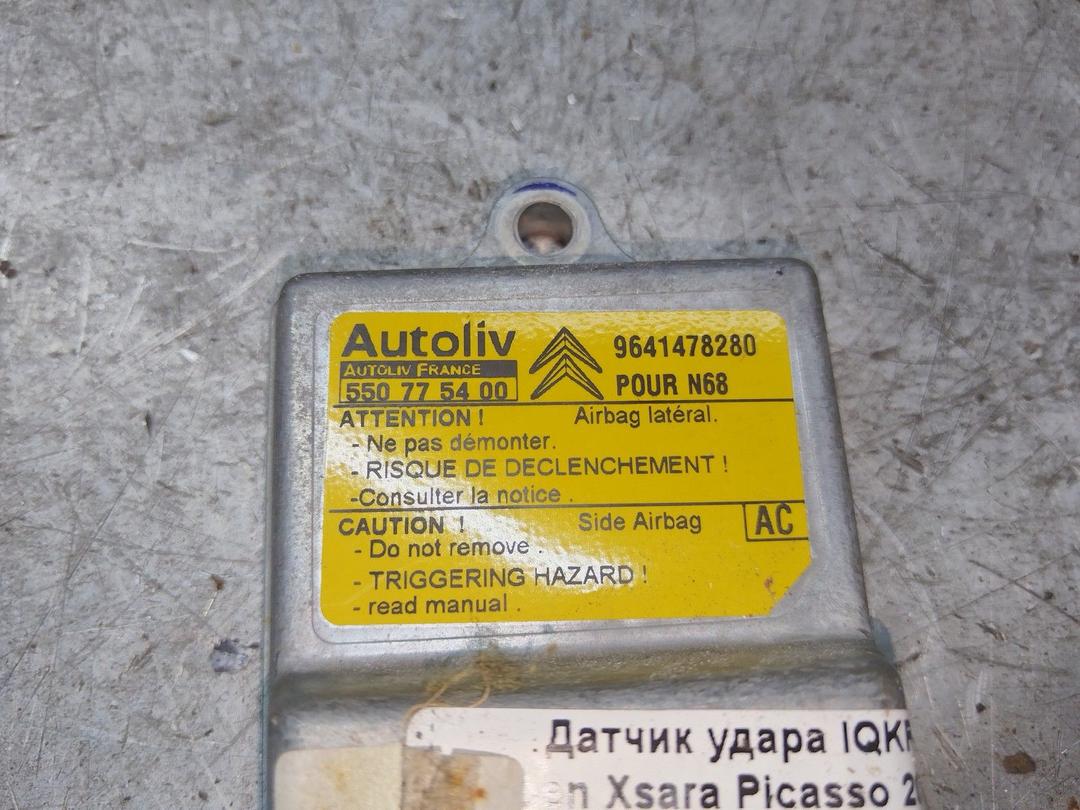 Autoliv
AUTOLIV FRANCE
550 77 54 00
9641478280
POUR N68
ATTENTION ! Airbag latéral.
- Ne pas démonter.
- RISQUE DE DECLENCHEMENT !
-Consulter la notice .
CAUTION ! Side Airbag AC
- Do not remove .
- TRIGGERING HAZARD !
- read manual .
Датчик удара
Xsara Picasso